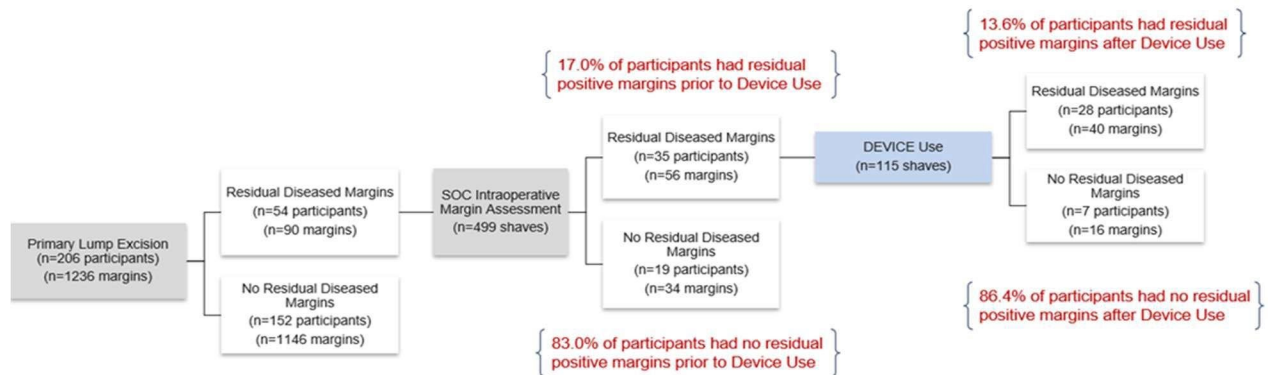 Primary Lump Excision
(n=206 participants)
(n=1236 margins)
Residual Diseased Margins
(n=54 participants)
(n=90 margins)
No Residual Diseased
Margins
(n=152 participants)
(n=1146 margins)
SOC Intraoperative
Margin Assessment
(n=499 shaves)
17.0% of participants had residual
positive margins prior to Device Use
Residual Diseased Margins
(n=35 participants)
(n=56 margins)
No Residual Diseased
Margins
(n=19 participants)
(n=34 margins)
83.0% of participants had no residual
positive margins prior to Device Use
DEVICE Use
(n=115 shaves)
13.6% of participants had residual
positive margins after Device Use
Residual Diseased Margins
(n=28 participants)
(n=40 margins)
No Residual Diseased
Margins
(n=7 participants)
(n=16 margins)
86.4% of participants had no residual
positive margins after Device Use